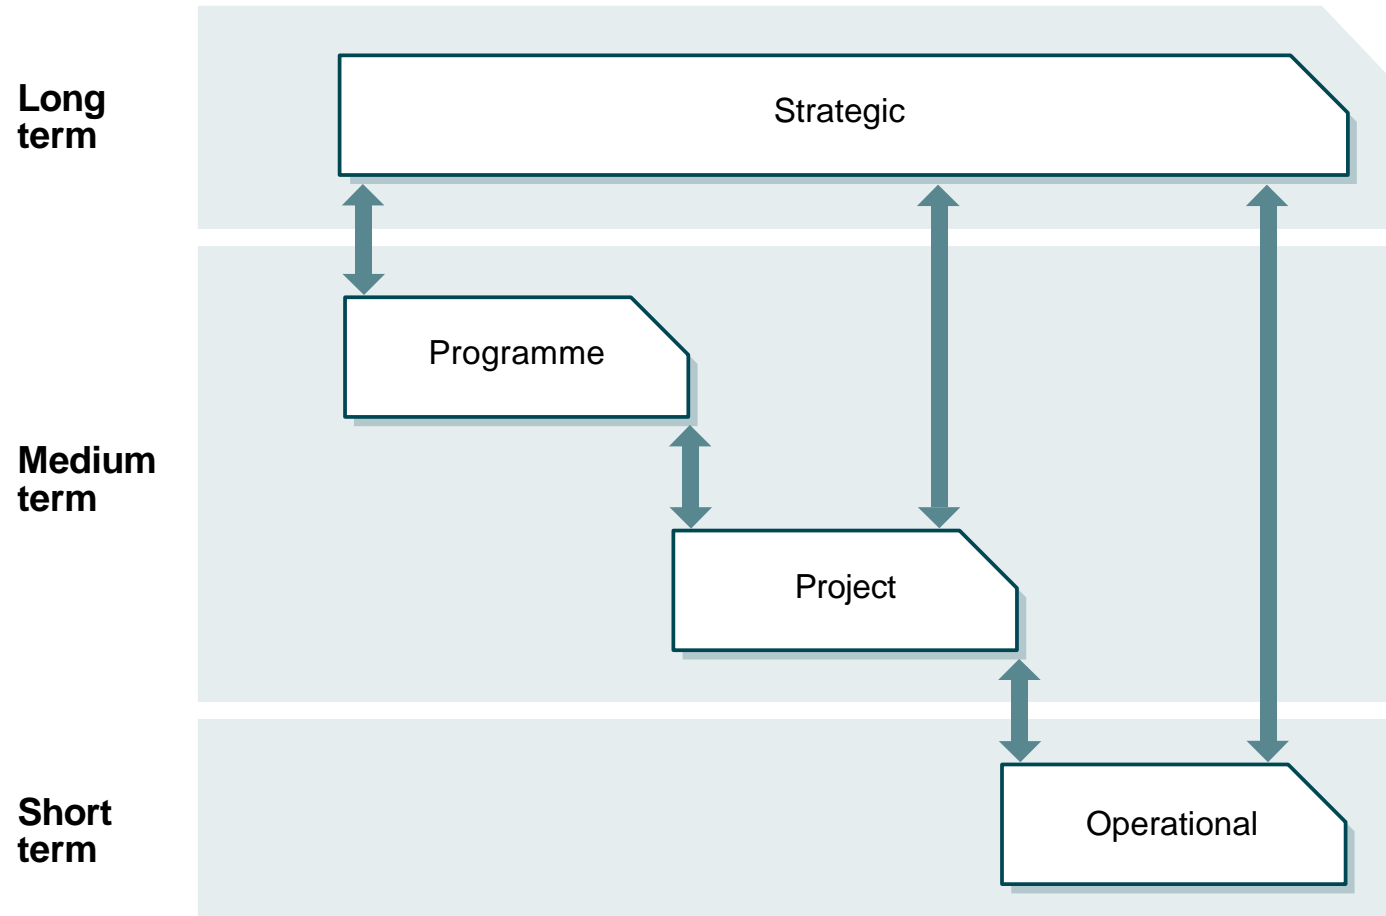 Long
term
Strategic
Programme
Medium
term
Project
Short
term
Operational